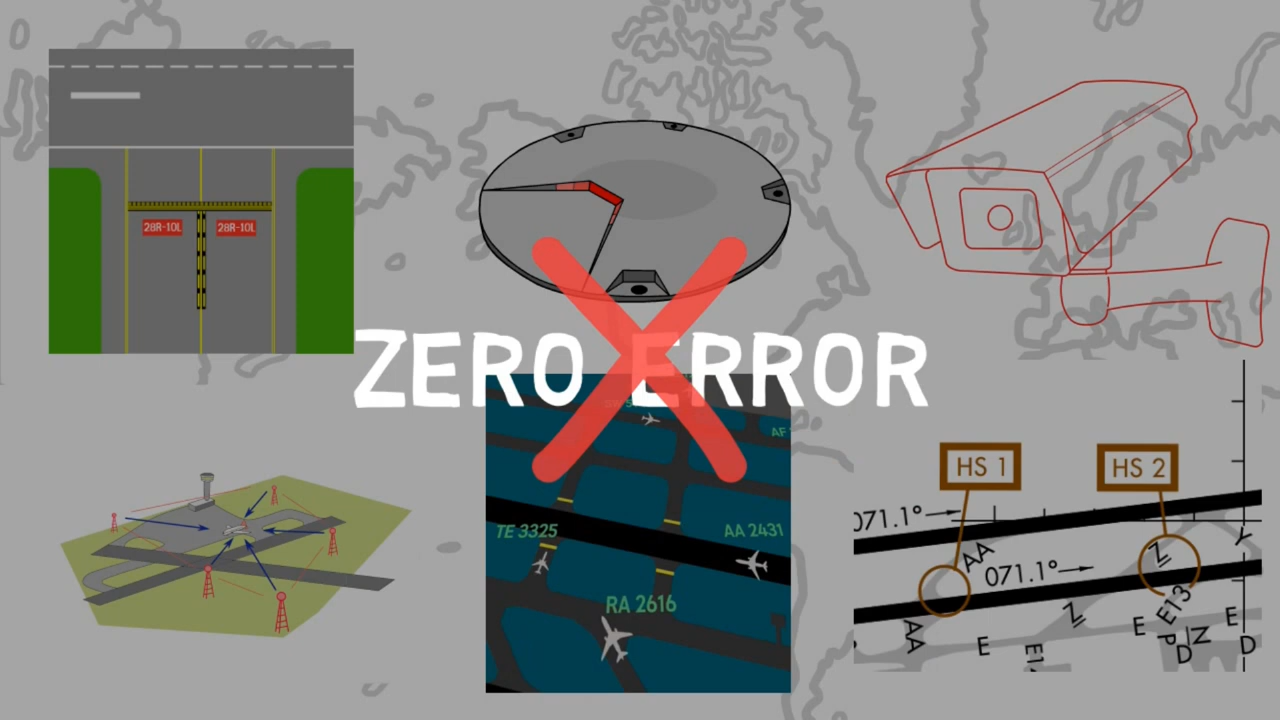 28R-10L 28R-10L
ZERO ERROR
AF
TE 3325
AA 2431
RA 2616
HS 1
HS 2
071.1°
AA
071.1°
Z
E13
Y
AA
E
Z
E
P
N
E
D
D